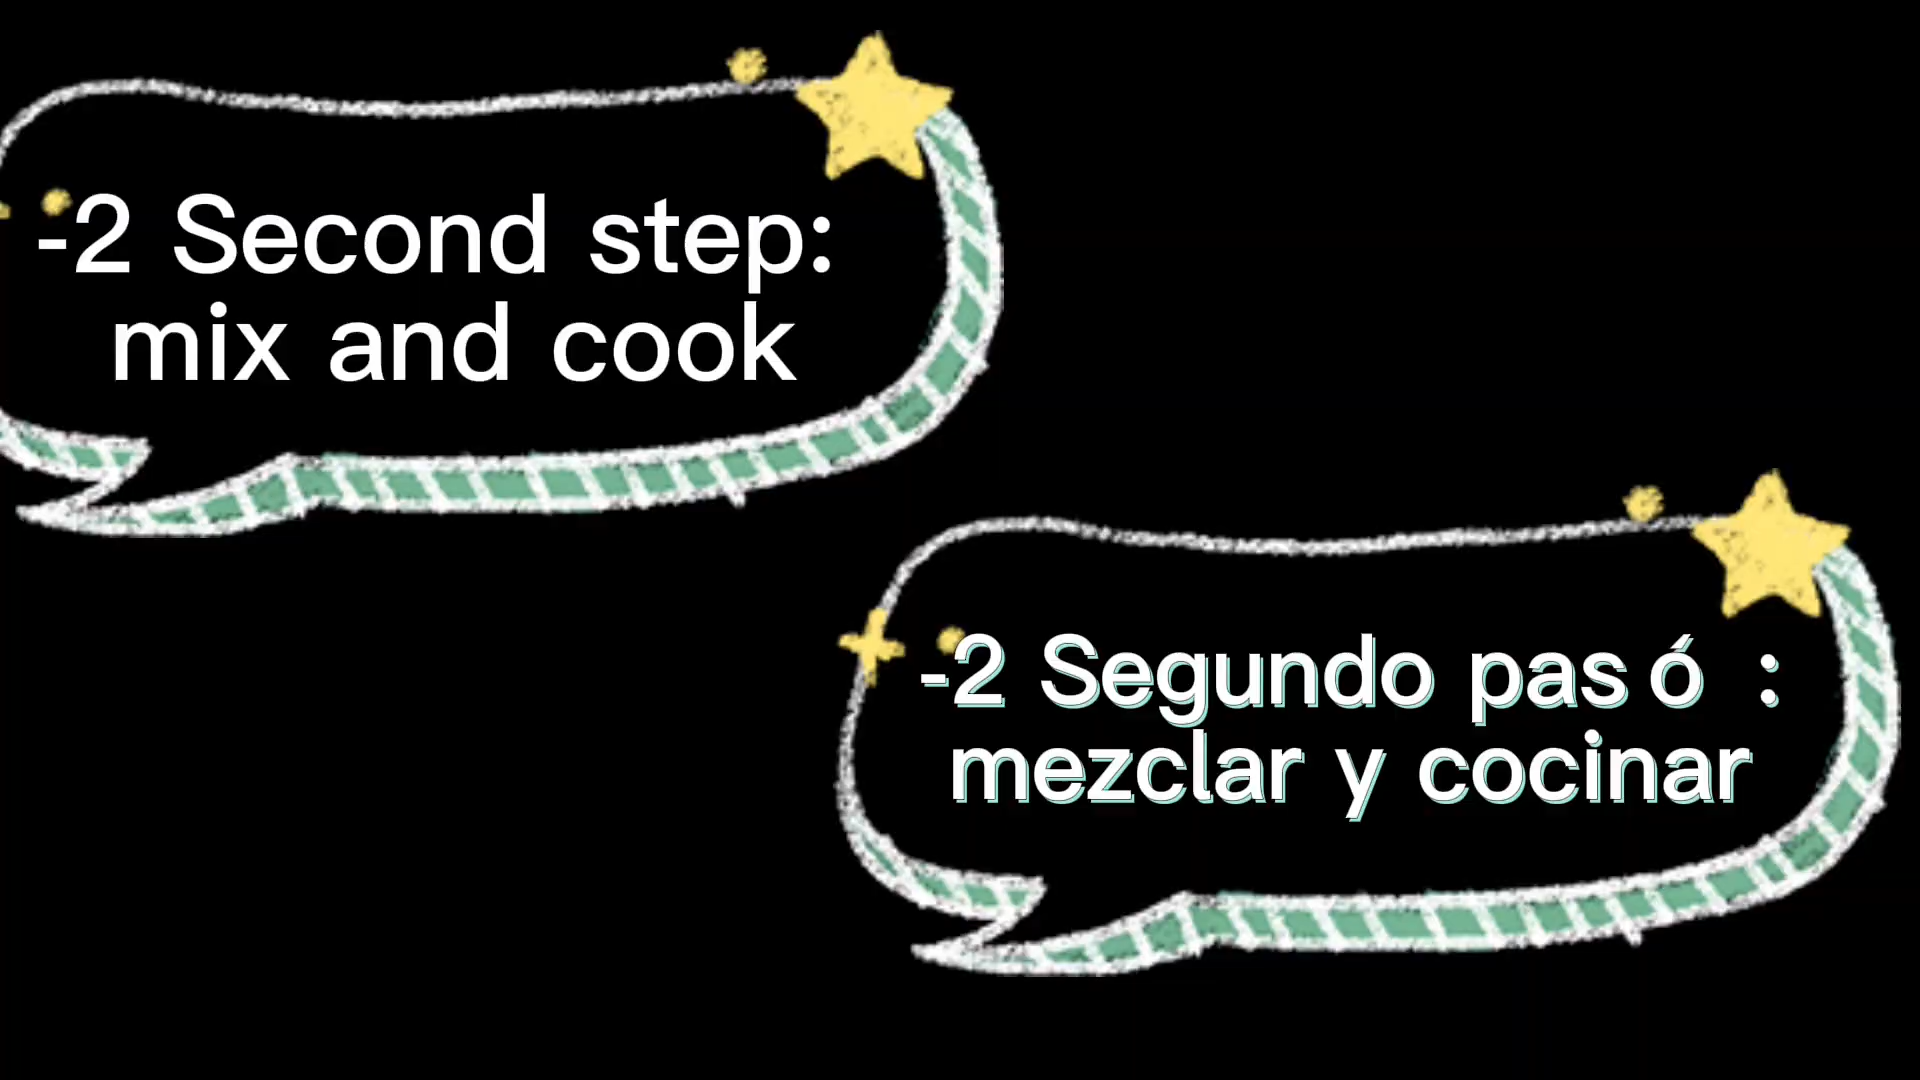 -2 Second step:
mix and cook
-2 Segundo pas ó :
mezclar y cocinar